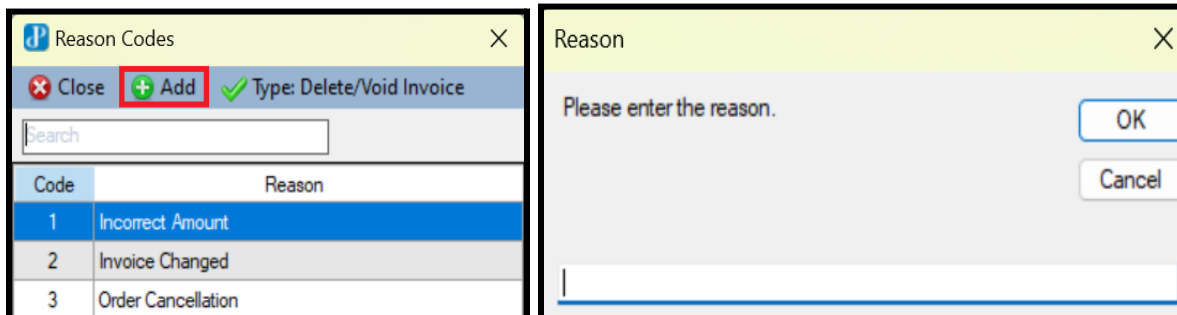 Reason Codes
Close Add Type: Delete/Void Invoice
Search
Code Reason
1 Incorrect Amount
2 Invoice Changed
3 Order Cancellation
Reason
Please enter the reason.
OK
Cancel